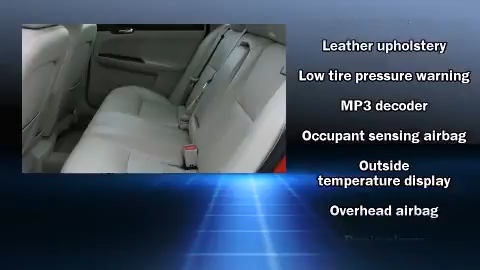 Leather upholstery
Low tire pressure warning
MP3 decoder
Occupant sensing airbag
Outside
temperature display
Overhead airbag